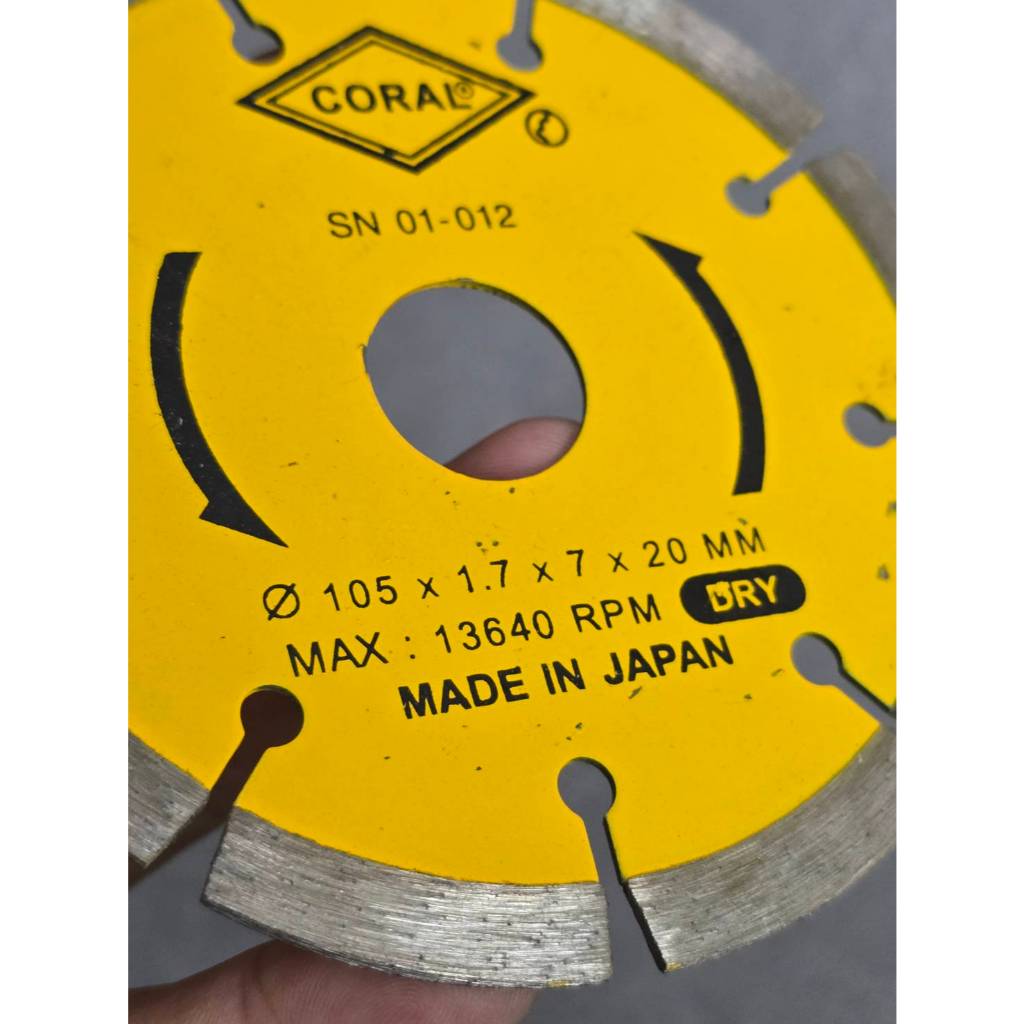 CORAL®
SN 01-012
Ø 105 x 1.7 x 7 x 20 MM
MAX : 13640 RPM DRY
MADE IN JAPAN